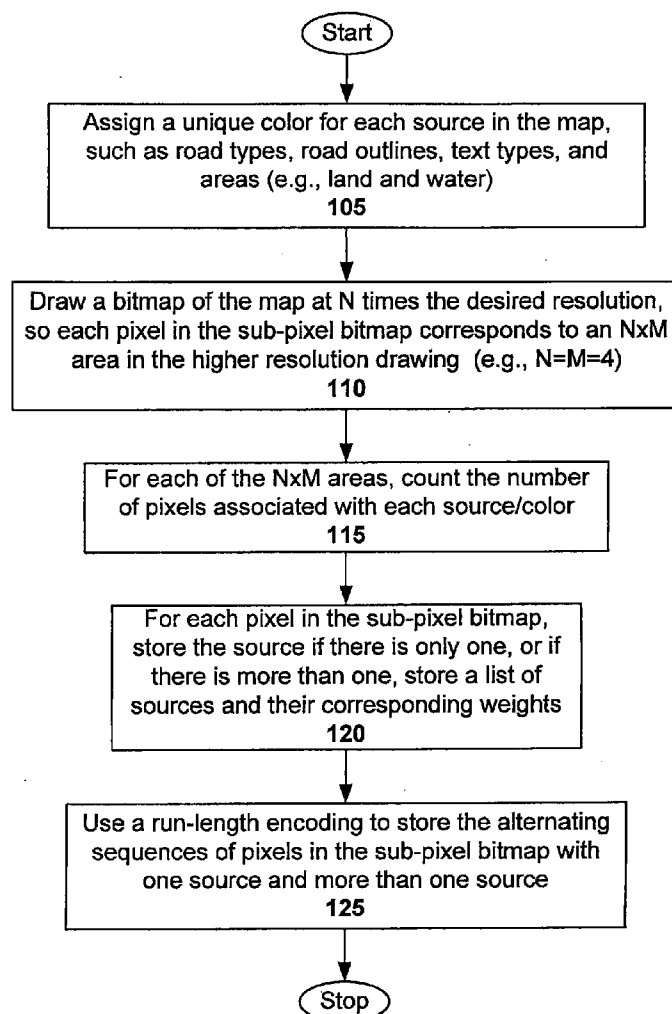 Start
Assign a unique color for each source in the map,
such as road types, road outlines, text types, and
areas (e.g., land and water)
105
Draw a bitmap of the map at N times the desired resolution,
so each pixel in the sub-pixel bitmap corresponds to an NxM
area in the higher resolution drawing (e.g., N=M=4)
110
For each of the NxM areas, count the number
of pixels associated with each source/color
115
For each pixel in the sub-pixel bitmap,
store the source if there is only one, or if
there is more than one, store a list of
sources and their corresponding weights
120
Use a run-length encoding to store the alternating
sequences of pixels in the sub-pixel bitmap with
one source and more than one source
125
Stop